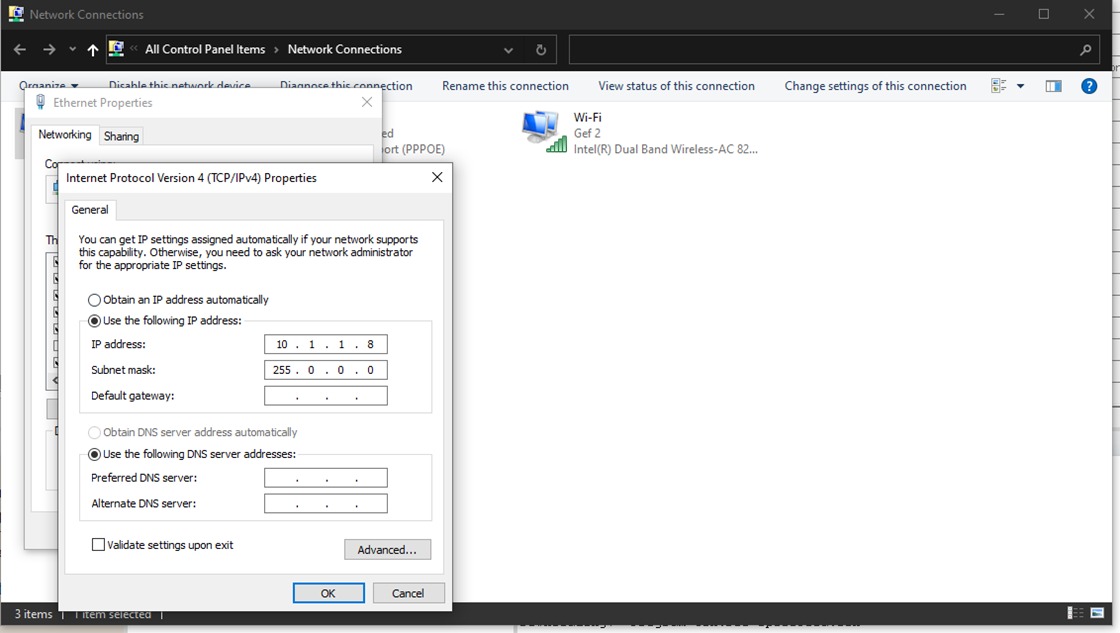 Network Connections
All Control Panel Items › Network Connections
Organize
Disable this network device
Diagnose this connection
Rename this connection
View status of this connection
Change settings of this connection
Ethernet Properties
Networking
Sharing
ed
ort (PPPOE)
Wi-Fi
Gef 2
Intel(R) Dual Band Wireless-AC 82...
Internet Protocol Version 4 (TCP/IPv4) Properties
General
You can get IP settings assigned automatically if your network supports
this capability. Otherwise, you need to ask your network administrator
for the appropriate IP settings.
Obtain an IP address automatically
Use the following IP address:
IP address: 10 . 1 . 1 . 8
Subnet mask: 255 . 0 . 0 . 0
Default gateway: . . .
Obtain DNS server address automatically
Use the following DNS server addresses:
Preferred DNS server: . . .
Alternate DNS server: . . .
Validate settings upon exit
Advanced...
OK
Cancel
3 items
1 item selected